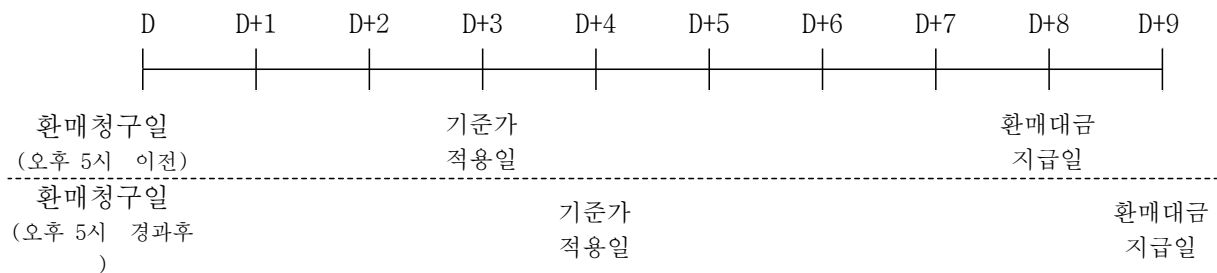 D D+1 D+2 D+3 D+4 D+5 D+6 D+7 D+8 D+9
환매청구일 기준가 환매대금
(오후 5시 이전) 적용일 지급일
환매청구일 기준가 환매대금
(오후 5시 경과후 적용일 지급일
)